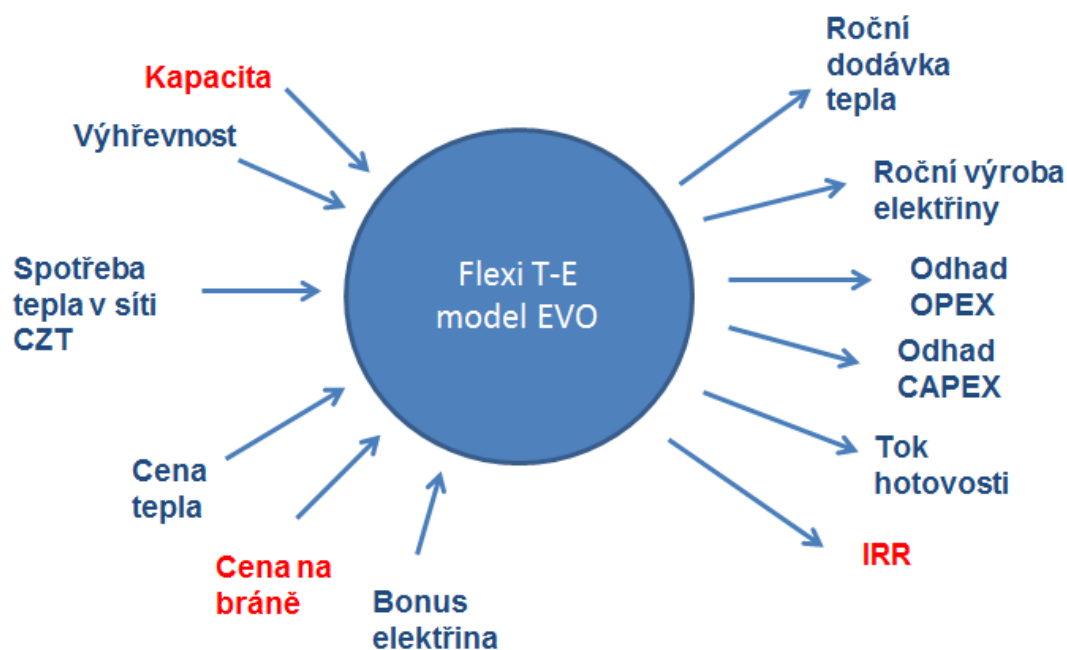 Kapacita
Výhřevnost
Spotřeba
tepla v síti
CZT
Cena
tepla
Cena na
bráně
Bonus
elektřina
Flexi T-E
model EVO
Roční
dodávka
tepla
Roční výroba
elektřiny
Odhad
OPEX
Odhad
CAPEX
Tok
hotovosti
IRR